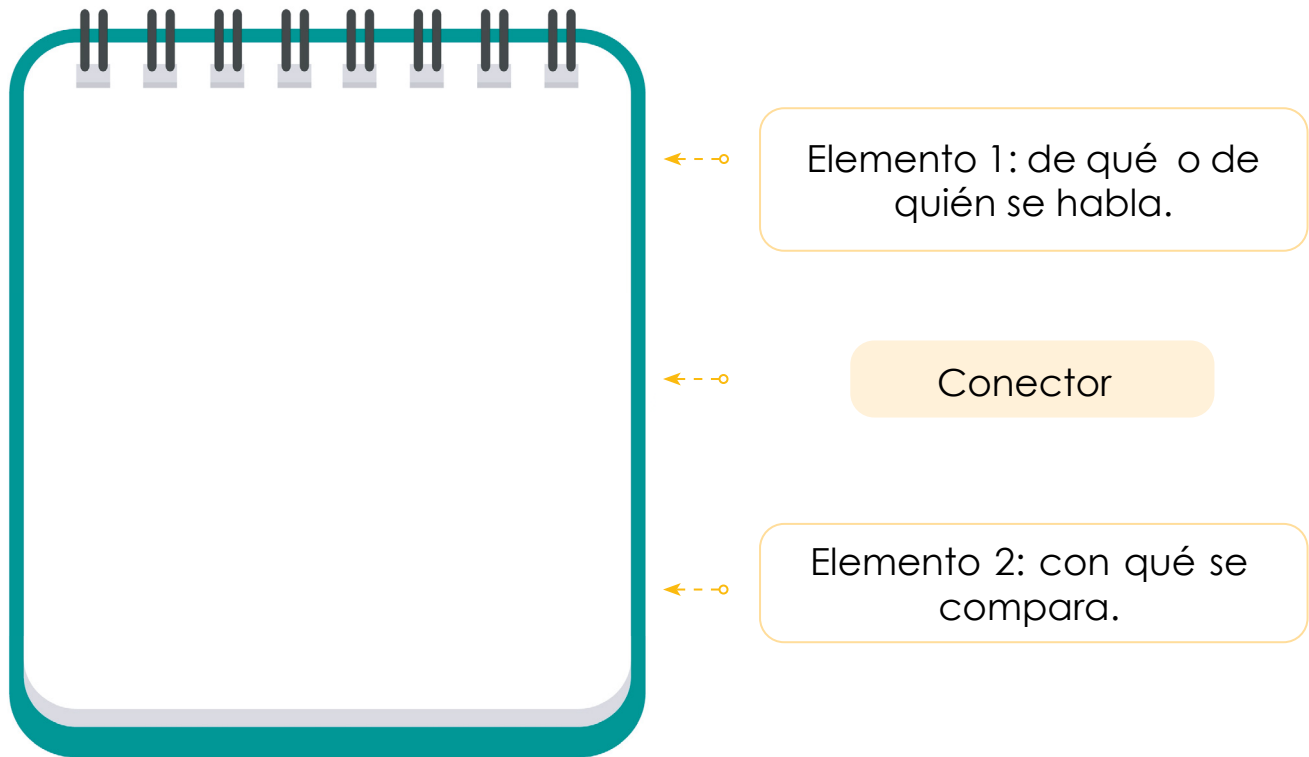 Elemento 1: de qué o de
quién se habla.
Conector
Elemento 2: con qué se
compara.